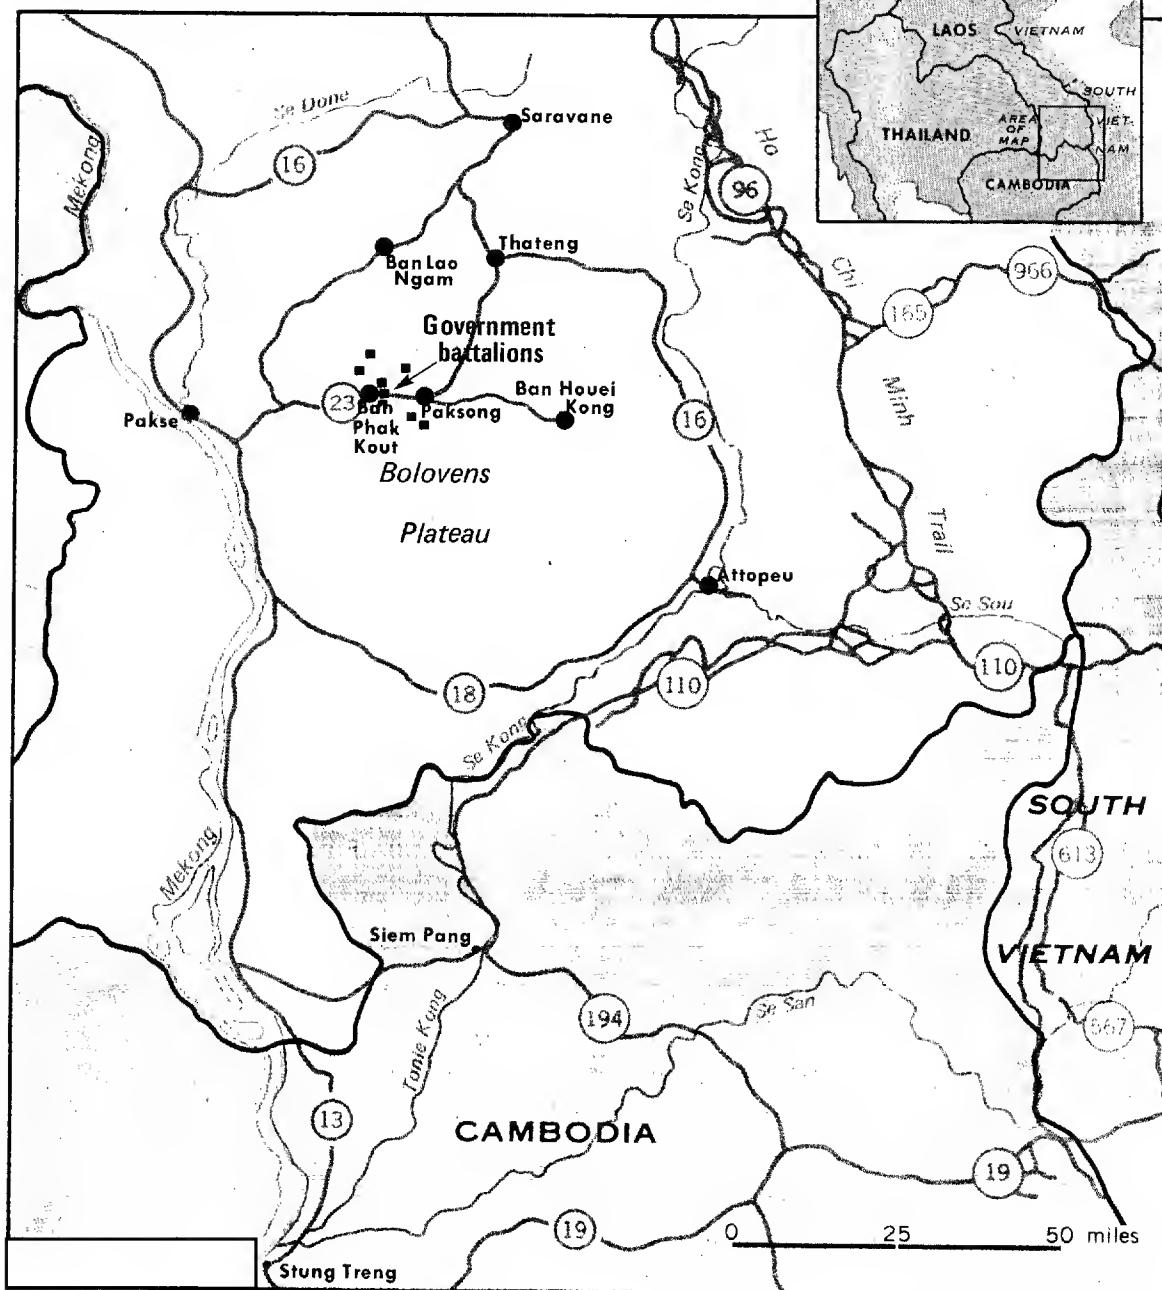 LAOS
VIETNAM
SOUTH
VIET-
NAM
THAILAND
AREA
OF
MAP
CAMBODIA
Se Done
Saravane
16
Mekong
Se Kong
Ho
96
Thateng
Ban Lao
Ngam
Chi
966
165
Government
battalions
Ban Houei
Kong
23
Ban
Phak
Kout
Paksong
Pakse
16
Minh
Bolovens
Plateau
Trail
Attopeu
Se Sou
110
110
18
Se Kong
SOUTH
613
Mekong
Siem Pang
VIETNAM
194
Se San
667
Tonle Kong
13
CAMBODIA
19
19
0 25 50 miles
Stung Treng